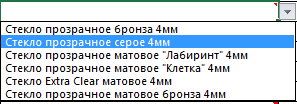 Стекло прозрачное бронза 4мм
Стекло прозрачное серое 4мм
Стекло прозрачное матовое "Лабиринт" 4мм
Стекло прозрачное матовое "Клетка" 4мм
Стекло Extra Clear матовое 4мм
Стекло прозрачное матовое бронза 4мм